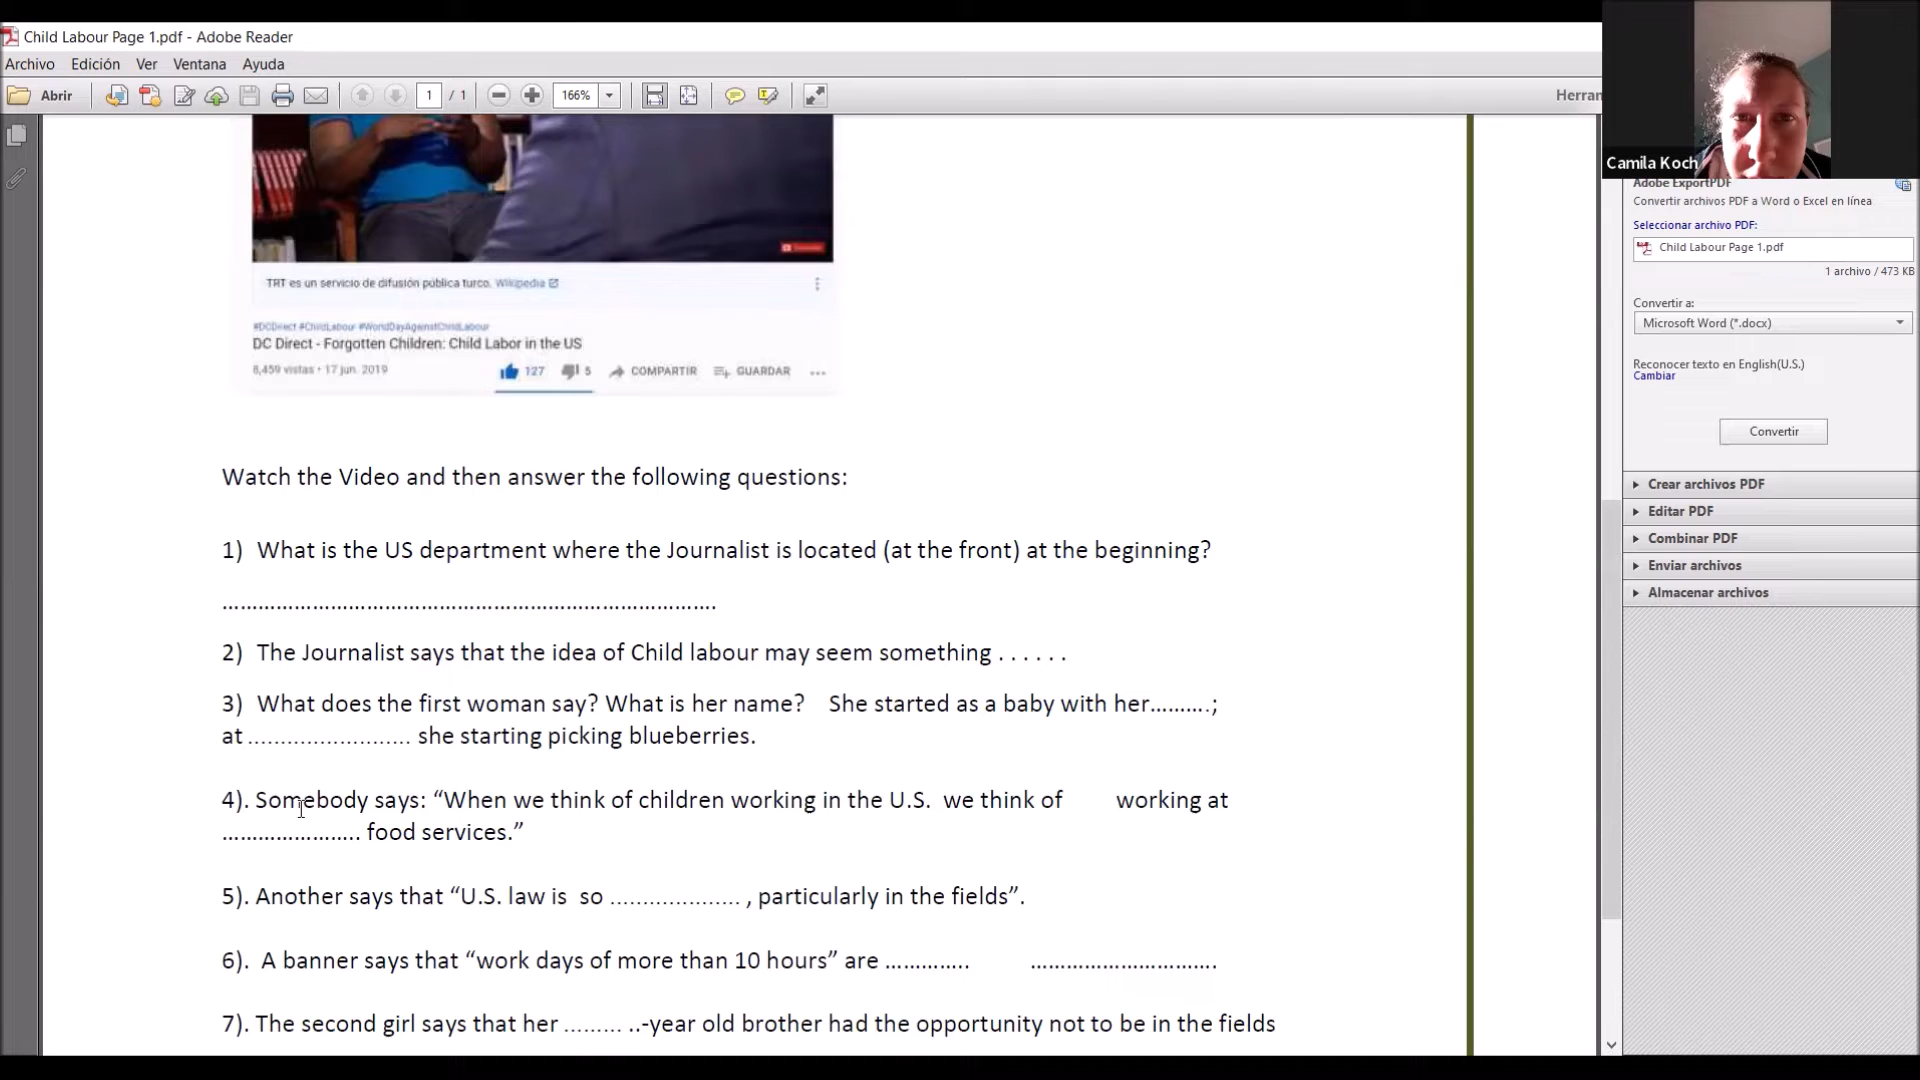 Child Labour Page 1.pdf - Adobe Reader
Archivo Edición Ver Ventana Ayuda
Abrir 1 / 1 166% Herran
Camila Koch
Adobe ExportPDF
Convertir archivos PDF a Word o Excel en línea
Seleccionar archivo PDF:
Child Labour Page 1.pdf
1 archivo / 473 KB
Convertir a:
Microsoft Word (*.docx)
Reconocer texto en English(U.S.)
Cambiar
Convertir
Crear archivos PDF
Editar PDF
Combinar PDF
Enviar archivos
Almacenar archivos
TRT es un servicio de difusión pública turco. Wikipedia
#DCDirect #ChildLabour #WorldDayAgainstChildLabour
DC Direct - Forgotten Children: Child Labor in the US
8,459 vistas • 17 jun. 2019 127 5 COMPARTIR GUARDAR ...
Watch the Video and then answer the following questions:
1) What is the US department where the Journalist is located (at the front) at the beginning?
……………………………………………………………………….
2) The Journalist says that the idea of Child labour may seem something . . . . . .
3) What does the first woman say? What is her name? She started as a baby with her……….;
at ......................... she starting picking blueberries.
4). Somebody says: “When we think of children working in the U.S. we think of working at
………………….. food services.”
5). Another says that “U.S. law is so .................... , particularly in the fields”.
6). A banner says that “work days of more than 10 hours” are ………….. ………………………….
7). The second girl says that her ……… ..-year old brother had the opportunity not to be in the fields